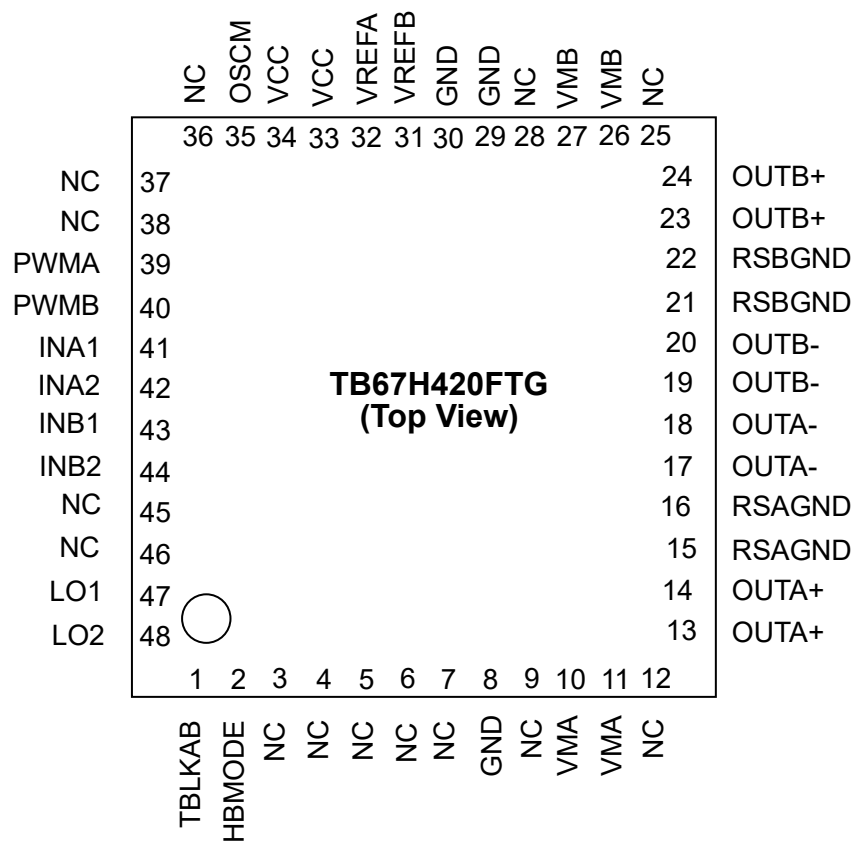 NC OSCM VCC VCC VREFA VREFB GND GND NC VMB VMB NC
36 35 34 33 32 31 30 29 28 27 26 25
NC 37
NC 38
PWMA 39
PWMB 40
INA1 41
INA2 42
INB1 43
INB2 44
NC 45
NC 46
LO1 47
LO2 48
TB67H420FTG
(Top View)
24 OUTB+
23 OUTB+
22 RSBGND
21 RSBGND
20 OUTB-
19 OUTB-
18 OUTA-
17 OUTA-
16 RSAGND
15 RSAGND
14 OUTA+
13 OUTA+
1 2 3 4 5 6 7 8 9 10 11 12
TBLKAB HBMODE NC NC NC NC NC GND NC VMA VMA NC